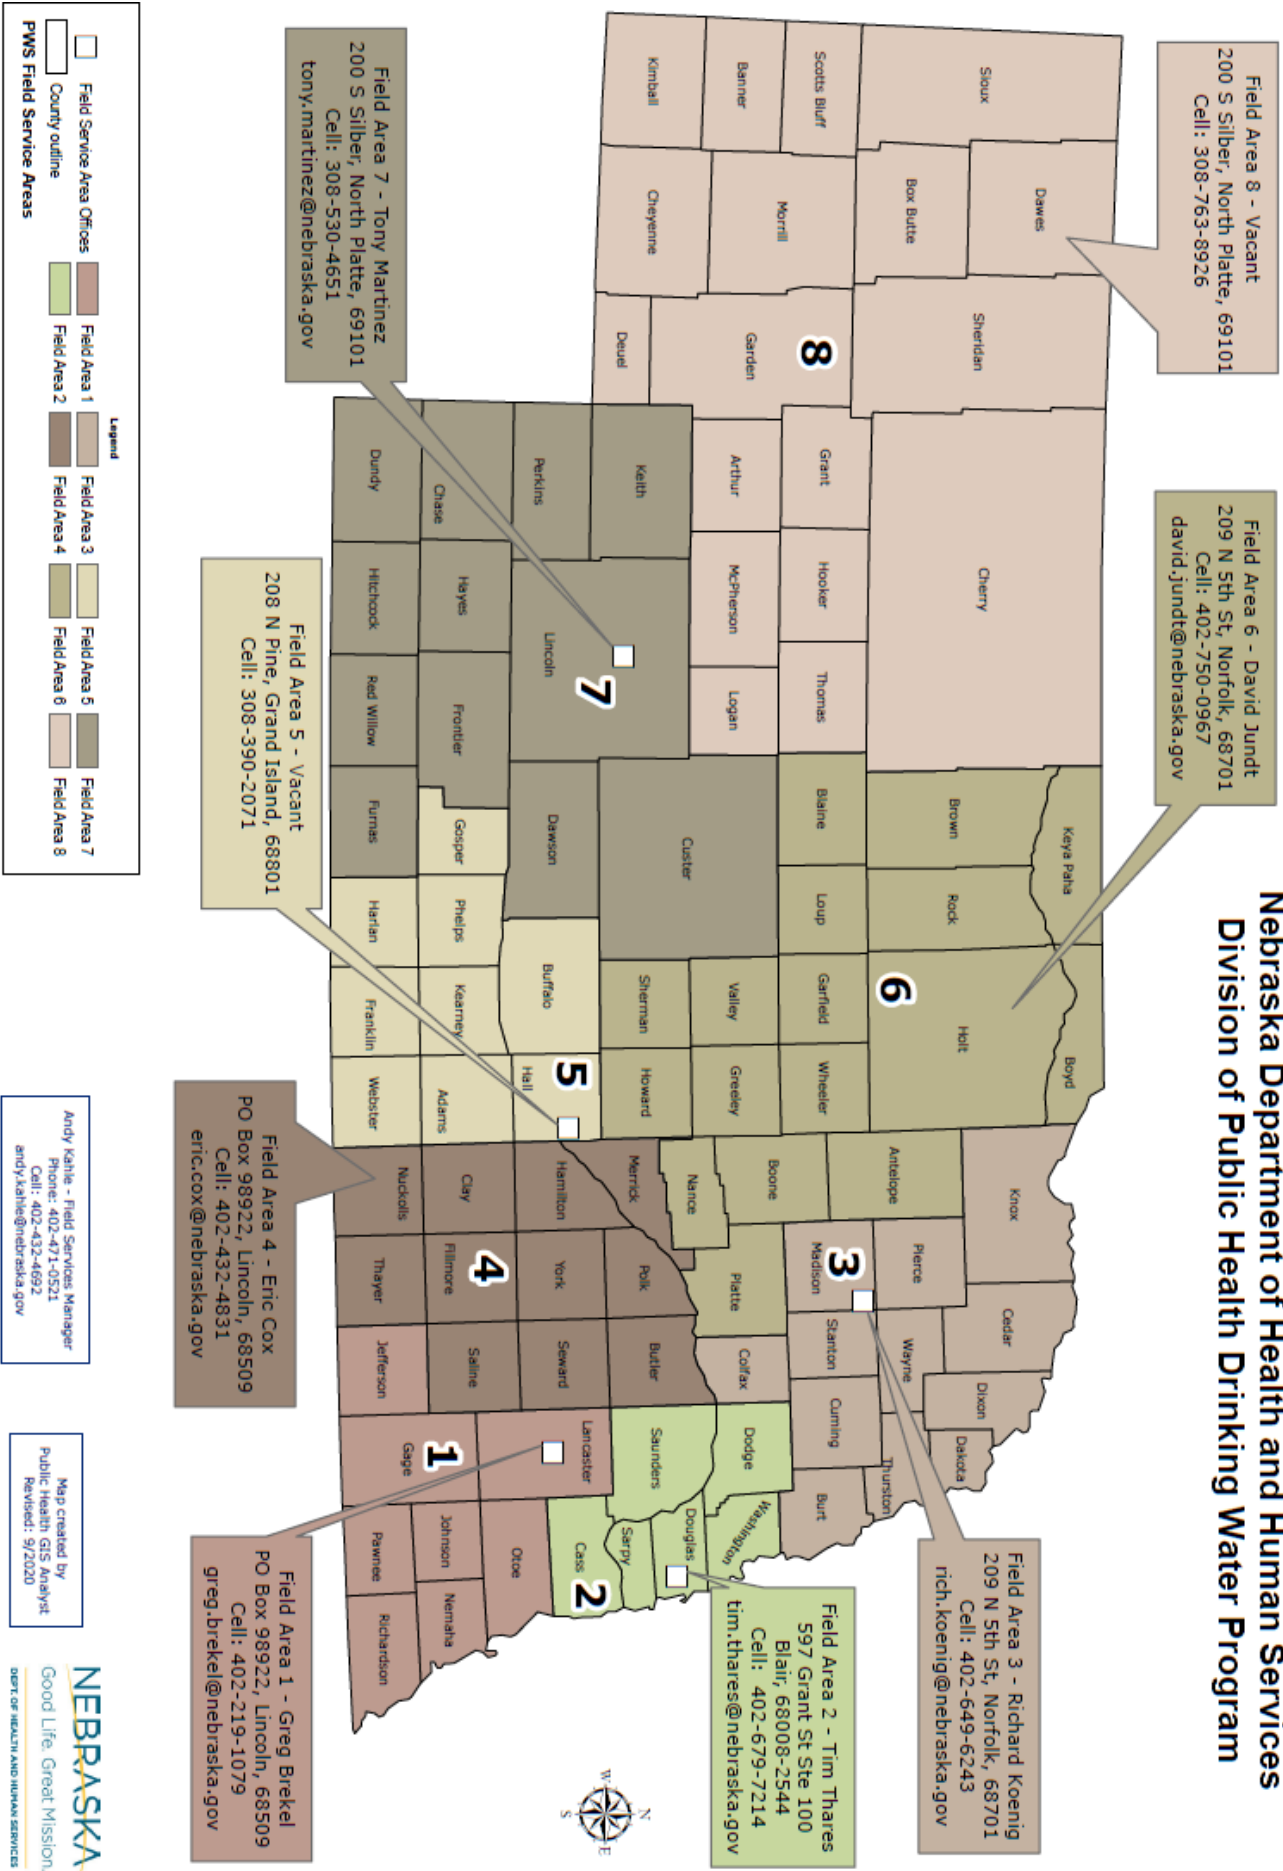 Nebraska Department of Health and Human Services
Division of Public Health Drinking Water Program
Field Area 8 - Vacant
200 S Silber, North Platte, 69101
Cell: 308-763-8926
Field Area 6 - David Jundt
209 N 5th St, Norfolk, 68701
Cell: 402-750-0967
david.jundt@nebraska.gov
Field Area 3 - Richard Koenig
209 N 5th St, Norfolk, 68701
Cell: 402-649-6243
rich.koenig@nebraska.gov
Sioux
Dawes
Box Butte
Scotts Bluff
Banner
Kimball
Morrill
Cheyenne
Sheridan
Garden
Deuel
8
Cherry
Grant
Hooker
Thomas
Arthur
McPherson
Logan
Keya Paha
Boyd
Brown
Rock
Holt
6
Blaine
Loup
Garfield
Wheeler
Valley
Greeley
Sherman
Howard
Antelope
Boone
Nance
Platte
Knox
Cedar
Dixon
Dakota
Pierce
Wayne
Thurston
3
Madison
Stanton
Cuming
Burt
Colfax
Dodge
Washington
Saunders
Douglas
Sarpy
Cass
2
Keith
Perkins
Lincoln
7
Custer
Dawson
Chase
Hayes
Frontier
Dundy
Hitchcock
Red Willow
Furnas
Gosper
Phelps
Kearney
Adams
Buffalo
Hall
5
Harlan
Franklin
Webster
Merrick
Hamilton
Polk
York
Butler
Seward
Clay
Fillmore
4
Saline
Nuckolls
Thayer
Jefferson
Lancaster
1
Gage
Otoe
Johnson
Nemaha
Pawnee
Richardson
Field Area 2 - Tim Thares
597 Grant St Ste 100
Blair, 68008-2544
Cell: 402-679-7214
tim.thares@nebraska.gov
N
W
E
S
Field Area 7 - Tony Martinez
200 S Silber, North Platte, 69101
Cell: 308-530-4651
tony.martinez@nebraska.gov
Field Area 5 - Vacant
208 N Pine, Grand Island, 68801
Cell: 308-390-2071
Field Area 4 - Eric Cox
PO Box 98922, Lincoln, 68509
Cell: 402-432-4831
eric.cox@nebraska.gov
Field Area 1 - Greg Brekel
PO Box 98922, Lincoln, 68509
Cell: 402-219-1079
greg.brekel@nebraska.gov
Legend
Field Service Area Offices
Field Area 1
Field Area 3
Field Area 5
Field Area 7
County outline
Field Area 2
Field Area 4
Field Area 6
Field Area 8
PWS Field Service Areas
Andy Kahle - Field Services Manager
Phone: 402-471-0521
Cell: 402-432-4692
andy.kahle@nebraska.gov
Map created by
Public Health GIS Analyst
Revised: 9/2020
NEBRASKA
Good Life. Great Mission.
DEPT. OF HEALTH AND HUMAN SERVICES